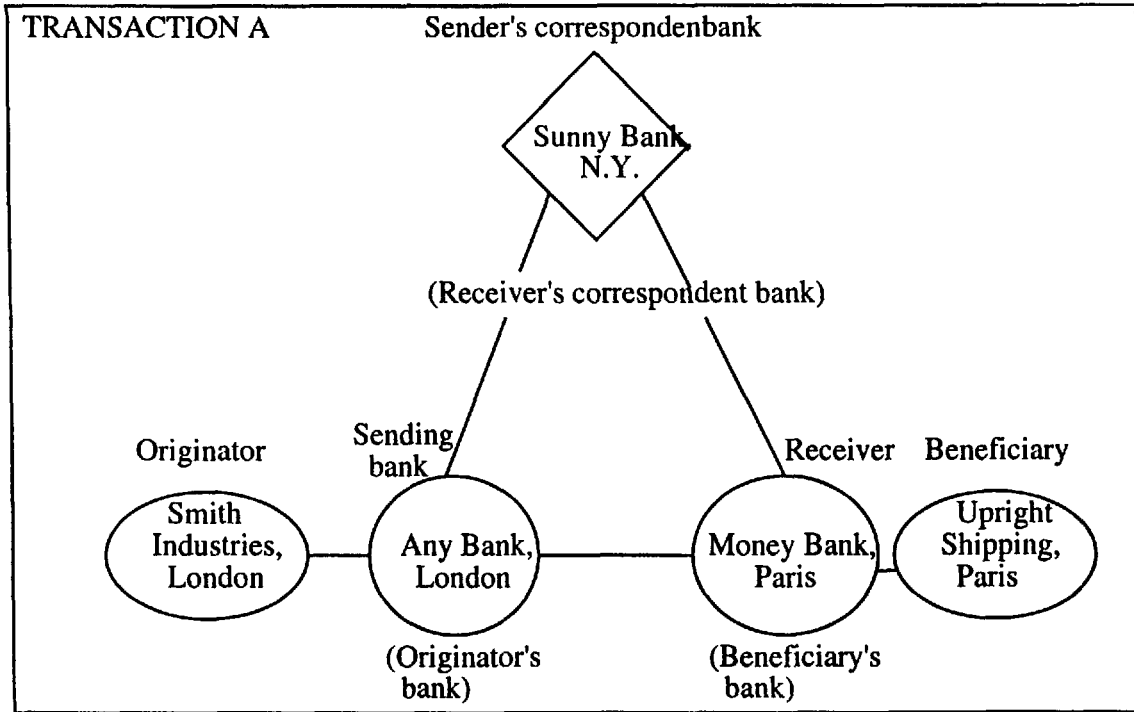 TRANSACTION A
Sender's correspondenbank
Sunny Bank,
N.Y.
(Receiver's correspondent bank)
Originator
Sending
bank
Receiver
Beneficiary
Smith
Industries,
London
Any Bank,
London
Money Bank,
Paris
Upright
Shipping,
Paris
(Originator's
bank)
(Beneficiary's
bank)